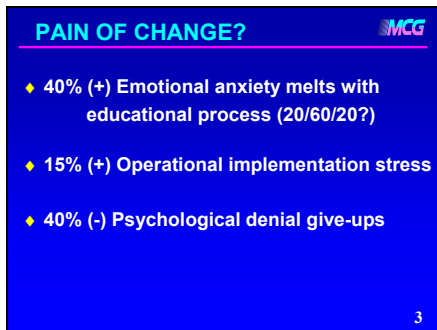 PAIN OF CHANGE?
MCG
♦ 40% (+) Emotional anxiety melts with
educational process (20/60/20?)
♦ 15% (+) Operational implementation stress
♦ 40% (-) Psychological denial give-ups
3